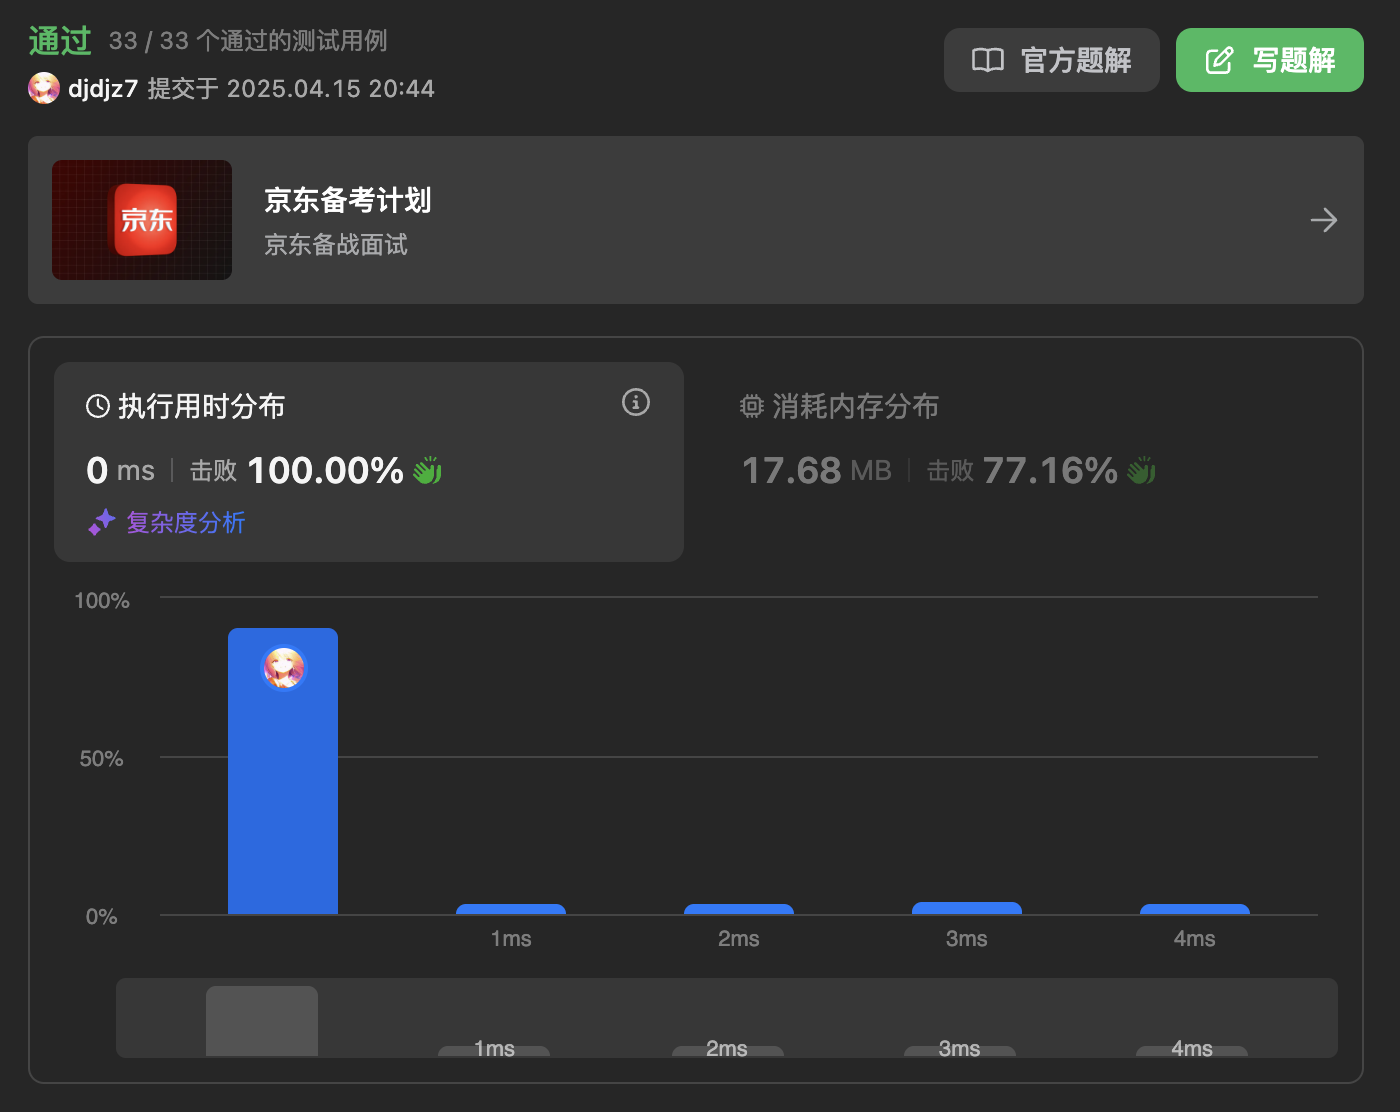 通过 33 / 33 个通过的测试用例
djdjz7 提交于 2025.04.15 20:44
官方题解
写题解
京东
京东备考计划
京东备战面试
执行用时分布
0 ms 击败 100.00%
复杂度分析
消耗内存分布
17.68 MB 击败 77.16%
100%
50%
0%
1ms 2ms 3ms 4ms
1ms 2ms 3ms 4ms